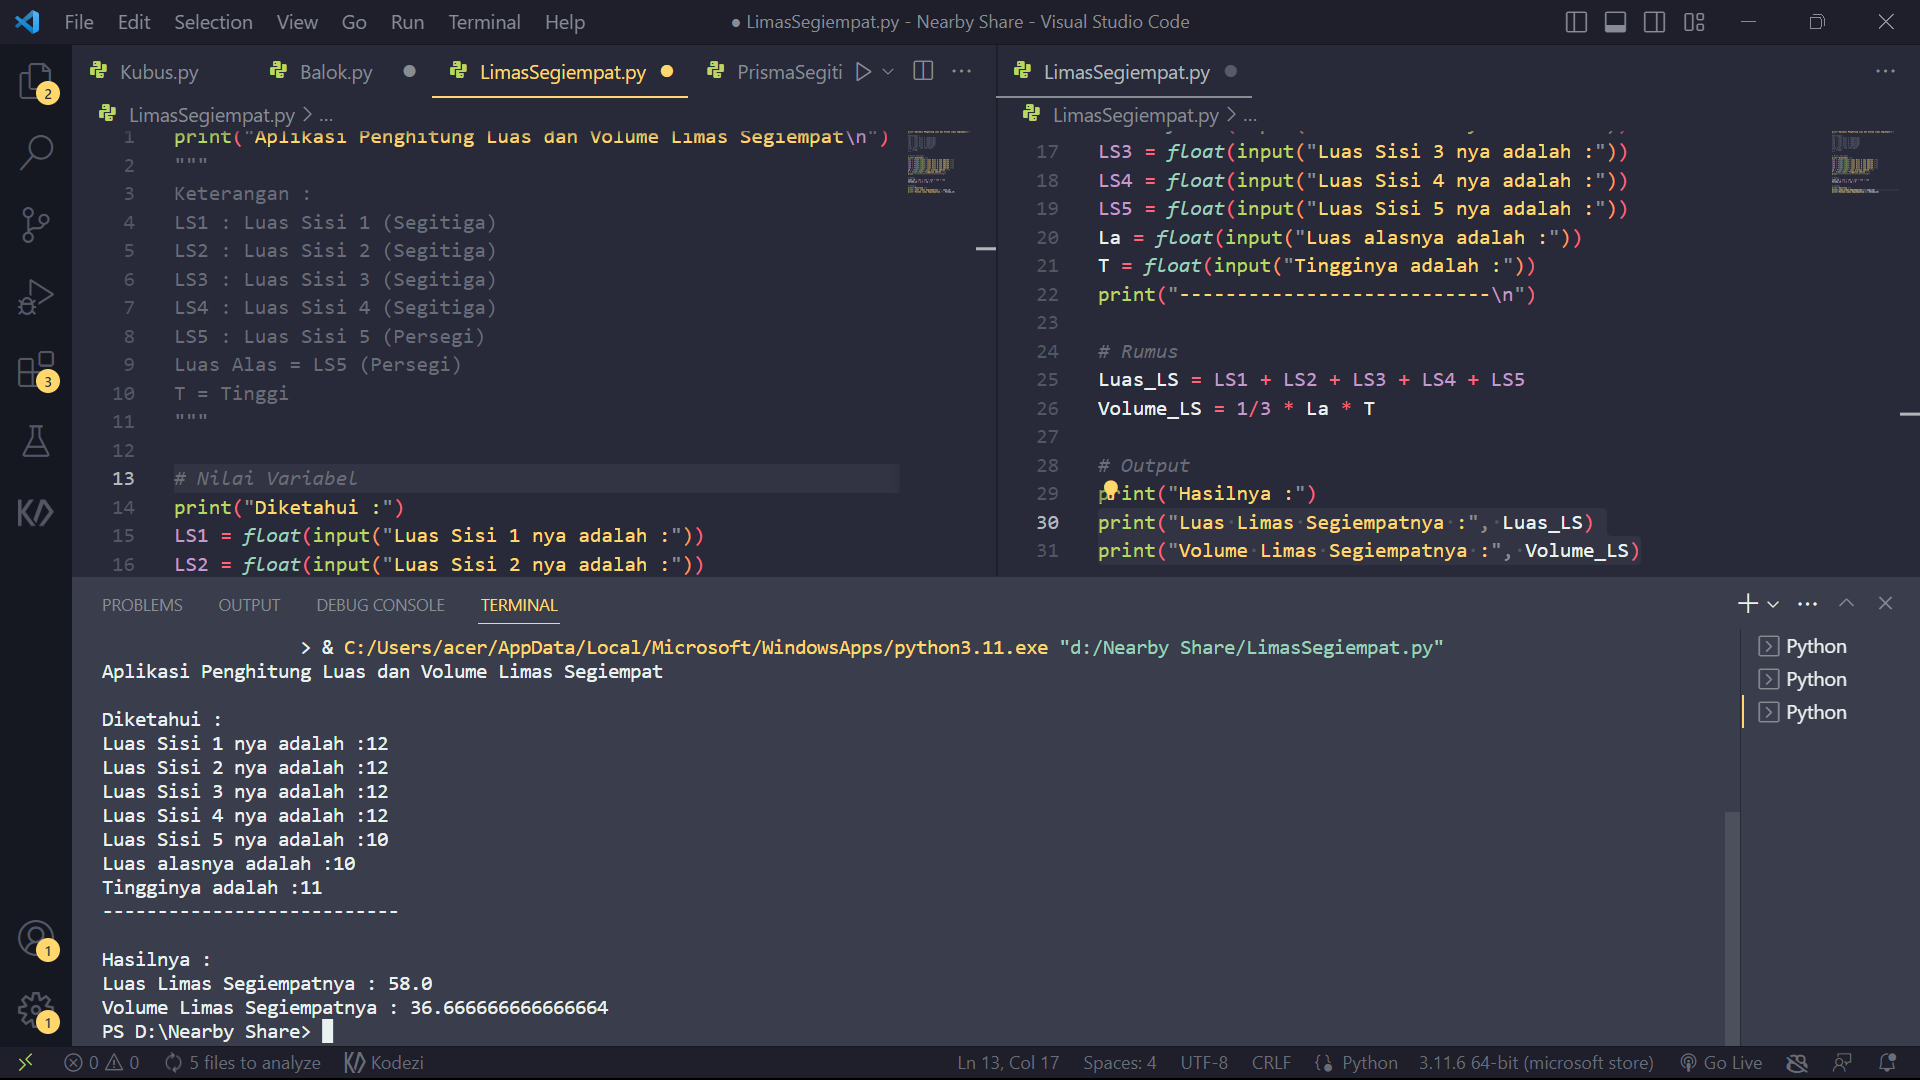 File Edit Selection View Go Run Terminal Help
● LimasSegiempat.py - Nearby Share - Visual Studio Code
Kubus.py Balok.py LimasSegiempat.py PrismaSegiti
LimasSegiempat.py > ...
1 print("Aplikasi Penghitung Luas dan Volume Limas Segiempat\n")
2 """
3 Keterangan :
4 LS1 : Luas Sisi 1 (Segitiga)
5 LS2 : Luas Sisi 2 (Segitiga)
6 LS3 : Luas Sisi 3 (Segitiga)
7 LS4 : Luas Sisi 4 (Segitiga)
8 LS5 : Luas Sisi 5 (Persegi)
9 Luas Alas = LS5 (Persegi)
10 T = Tinggi
11 """
12
13 # Nilai Variabel
14 print("Diketahui :")
15 LS1 = float(input("Luas Sisi 1 nya adalah :"))
16 LS2 = float(input("Luas Sisi 2 nya adalah :"))
LimasSegiempat.py
LimasSegiempat.py > ...
17 LS3 = float(input("Luas Sisi 3 nya adalah :"))
18 LS4 = float(input("Luas Sisi 4 nya adalah :"))
19 LS5 = float(input("Luas Sisi 5 nya adalah :"))
20 La = float(input("Luas alasnya adalah :"))
21 T = float(input("Tingginya adalah :"))
22 print("---------------------------\n")
23
24 # Rumus
25 Luas_LS = LS1 + LS2 + LS3 + LS4 + LS5
26 Volume_LS = 1/3 * La * T
27
28 # Output
29 print("Hasilnya :")
30 print("Luas Limas Segiempatnya :", Luas_LS)
31 print("Volume Limas Segiempatnya :", Volume_LS)
PROBLEMS OUTPUT DEBUG CONSOLE TERMINAL
> & C:/Users/acer/AppData/Local/Microsoft/WindowsApps/python3.11.exe "d:/Nearby Share/LimasSegiempat.py"
Aplikasi Penghitung Luas dan Volume Limas Segiempat
Diketahui :
Luas Sisi 1 nya adalah :12
Luas Sisi 2 nya adalah :12
Luas Sisi 3 nya adalah :12
Luas Sisi 4 nya adalah :12
Luas Sisi 5 nya adalah :10
Luas alasnya adalah :10
Tingginya adalah :11
---------------------------
Hasilnya :
Luas Limas Segiempatnya : 58.0
Volume Limas Segiempatnya : 36.666666666666664
PS D:\Nearby Share>
Python
Python
Python
2
3
1
1
0 0 5 files to analyze Kodezi
Ln 13, Col 17 Spaces: 4 UTF-8 CRLF Python 3.11.6 64-bit (microsoft store) Go Live